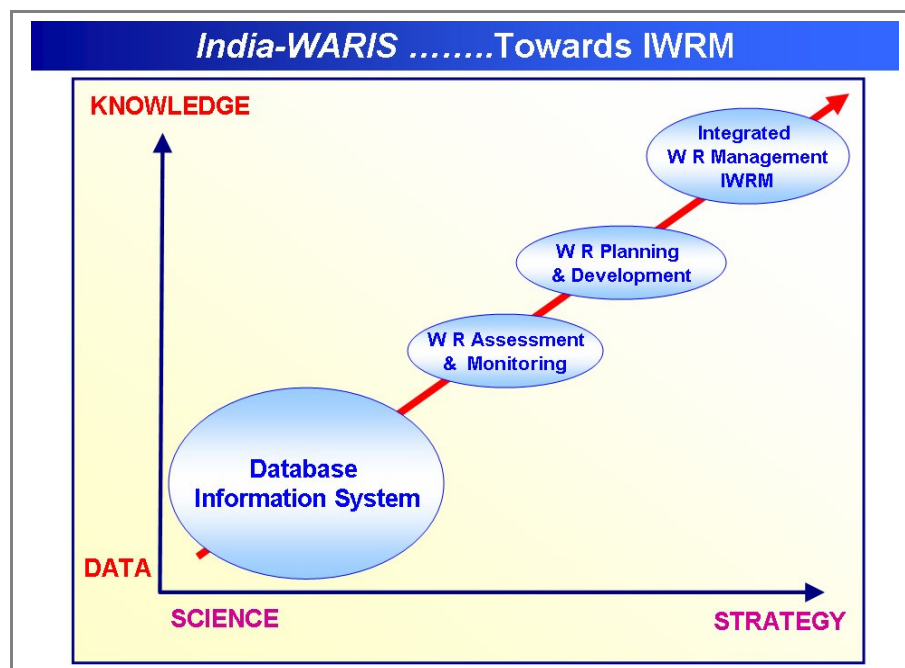 India-WARIS ........Towards IWRM
KNOWLEDGE
Integrated
W R Management
IWRM
W R Planning
& Development
W R Assessment
& Monitoring
Database
Information System
DATA
SCIENCE
STRATEGY